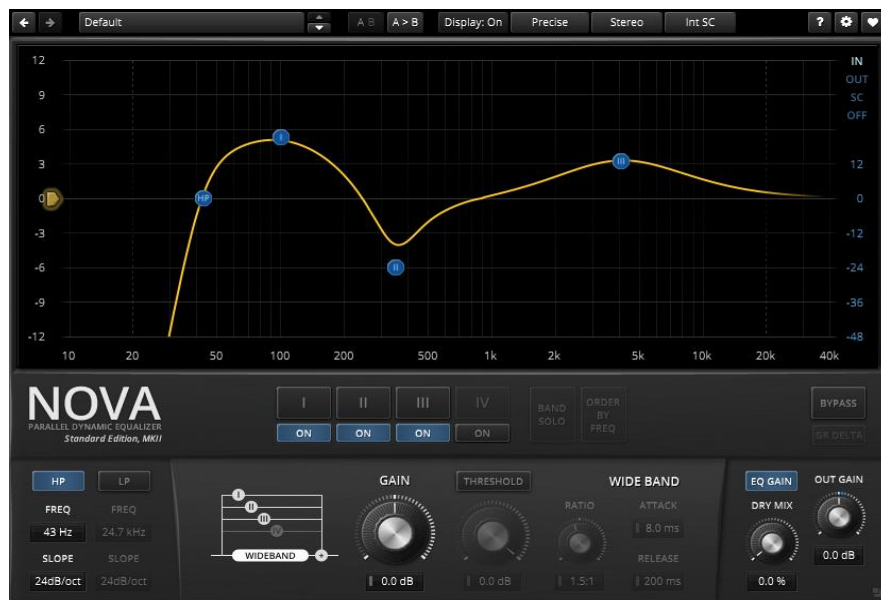 Default
A B
A > B
Display: On
Precise
Stereo
Int SC
?
12
9
6
3
0
-3
-6
-9
-12
IN
OUT
SC
OFF
12
0
-12
-24
-36
-48
I
HP
II
III
10 20 50 100 200 500 1k 2k 5k 10k 20k 40k
NOVA
PARALLEL DYNAMIC EQUALIZER
Standard Edition, MKII
I II III IV
ON ON ON ON
BAND SOLO
ORDER BY FREQ
BYPASS
GR DELTA
HP LP
FREQ FREQ
43 Hz 24.7 kHz
SLOPE SLOPE
24dB/oct 24dB/oct
I
II
III
IV
WIDEBAND +
GAIN
0.0 dB
THRESHOLD
0.0 dB
WIDE BAND
RATIO
1.5:1
ATTACK
8.0 ms
RELEASE
200 ms
EQ GAIN
DRY MIX
0.0 %
OUT GAIN
0.0 dB